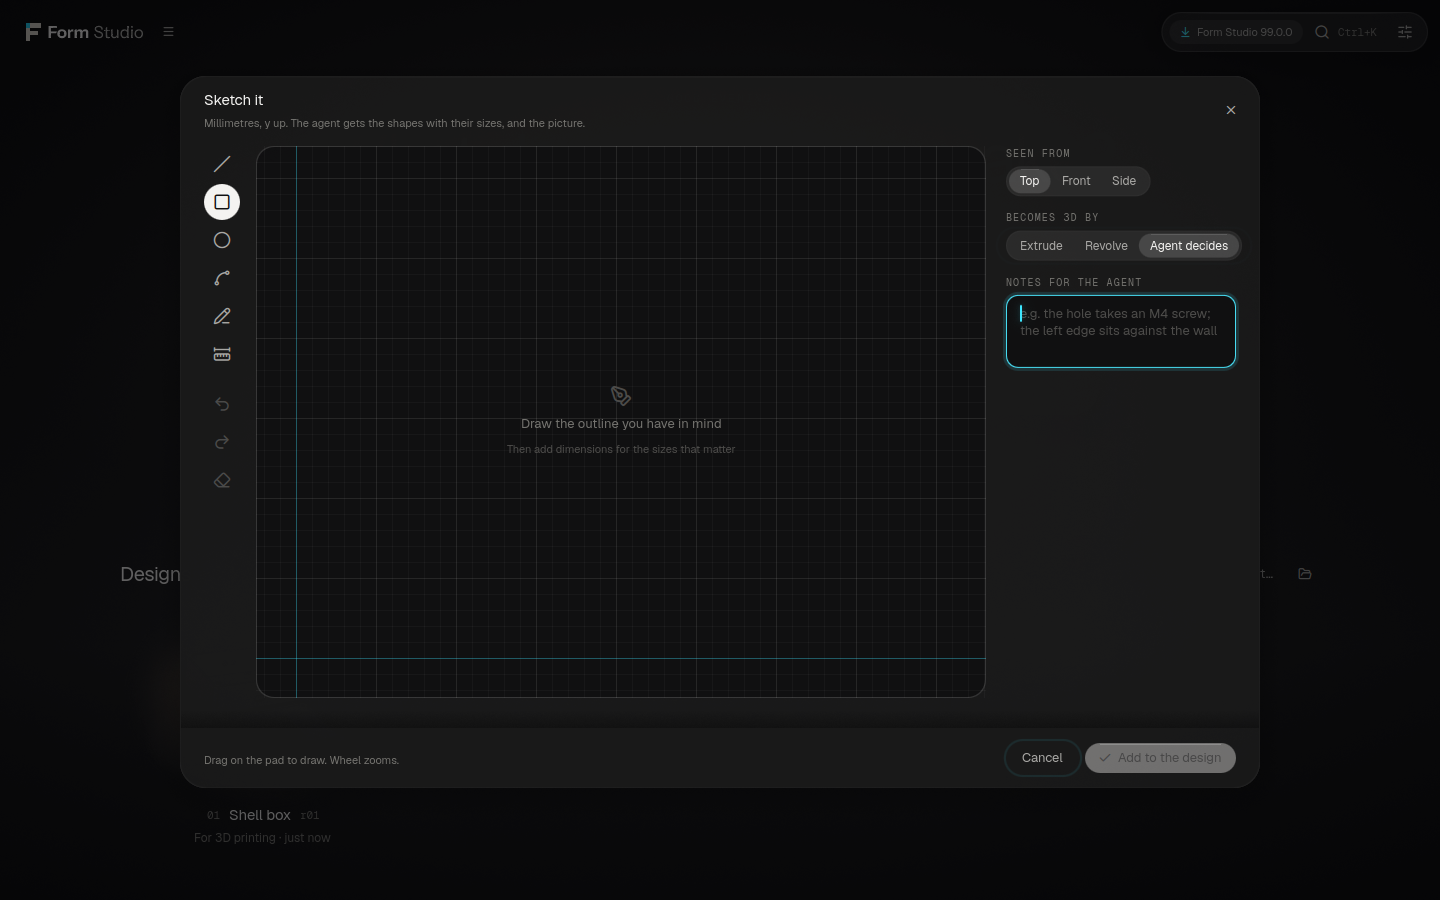 Form Studio
Form Studio 99.0.0
Ctrl+K
Sketch it
Millimetres, y up. The agent gets the shapes with their sizes, and the picture.
SEEN FROM
Top Front Side
BECOMES 3D BY
Extrude Revolve Agent decides
NOTES FOR THE AGENT
e.g. the hole takes an M4 screw;
the left edge sits against the wall
Draw the outline you have in mind
Then add dimensions for the sizes that matter
Design
t...
Drag on the pad to draw. Wheel zooms.
Cancel
Add to the design
01 Shell box r01
For 3D printing · just now